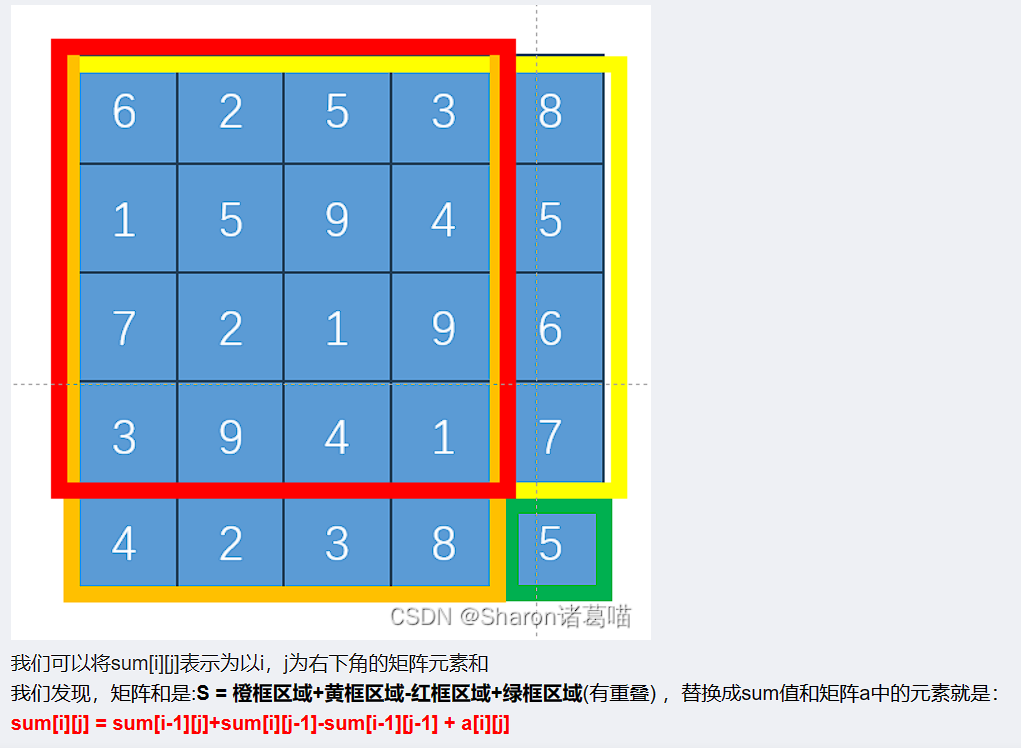 6 2 5 3 8
1 5 9 4 5
7 2 1 9 6
3 9 4 1 7
4 2 3 8 5
CSDN @Sharon诸葛喵
我们可以将sum[i][j]表示为以i，j为右下角的矩阵元素和
我们发现，矩阵和是:S = 橙框区域+黄框区域-红框区域+绿框区域(有重叠) ，替换成sum值和矩阵a中的元素就是：
sum[i][j] = sum[i-1][j]+sum[i][j-1]-sum[i-1][j-1] + a[i][j]